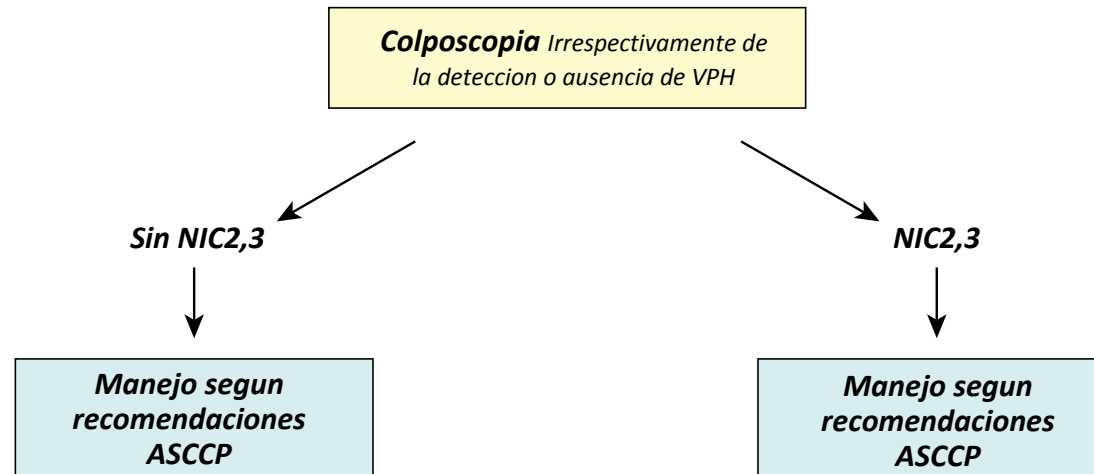 Colposcopia Irrespectivamente de
la deteccion o ausencia de VPH
Sin NIC2,3
NIC2,3
Manejo segun
recomendaciones
ASCCP
Manejo segun
recomendaciones
ASCCP